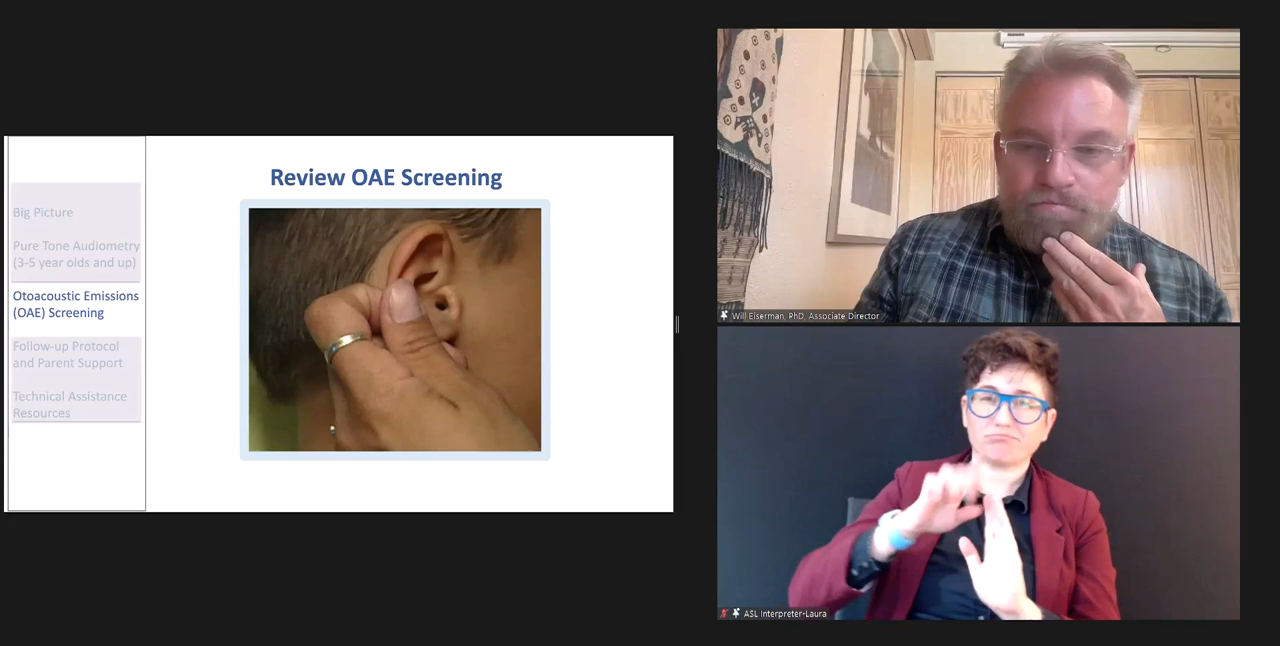 Review OAE Screening
Big Picture
Pure Tone Audiometry
(3-5 year olds and up)
Otoacoustic Emissions
(OAE) Screening
Follow-up Protocol
and Parent Support
Technical Assistance
Resources
Will Eiserman, PhD, Associate Director
ASL Interpreter-Laura